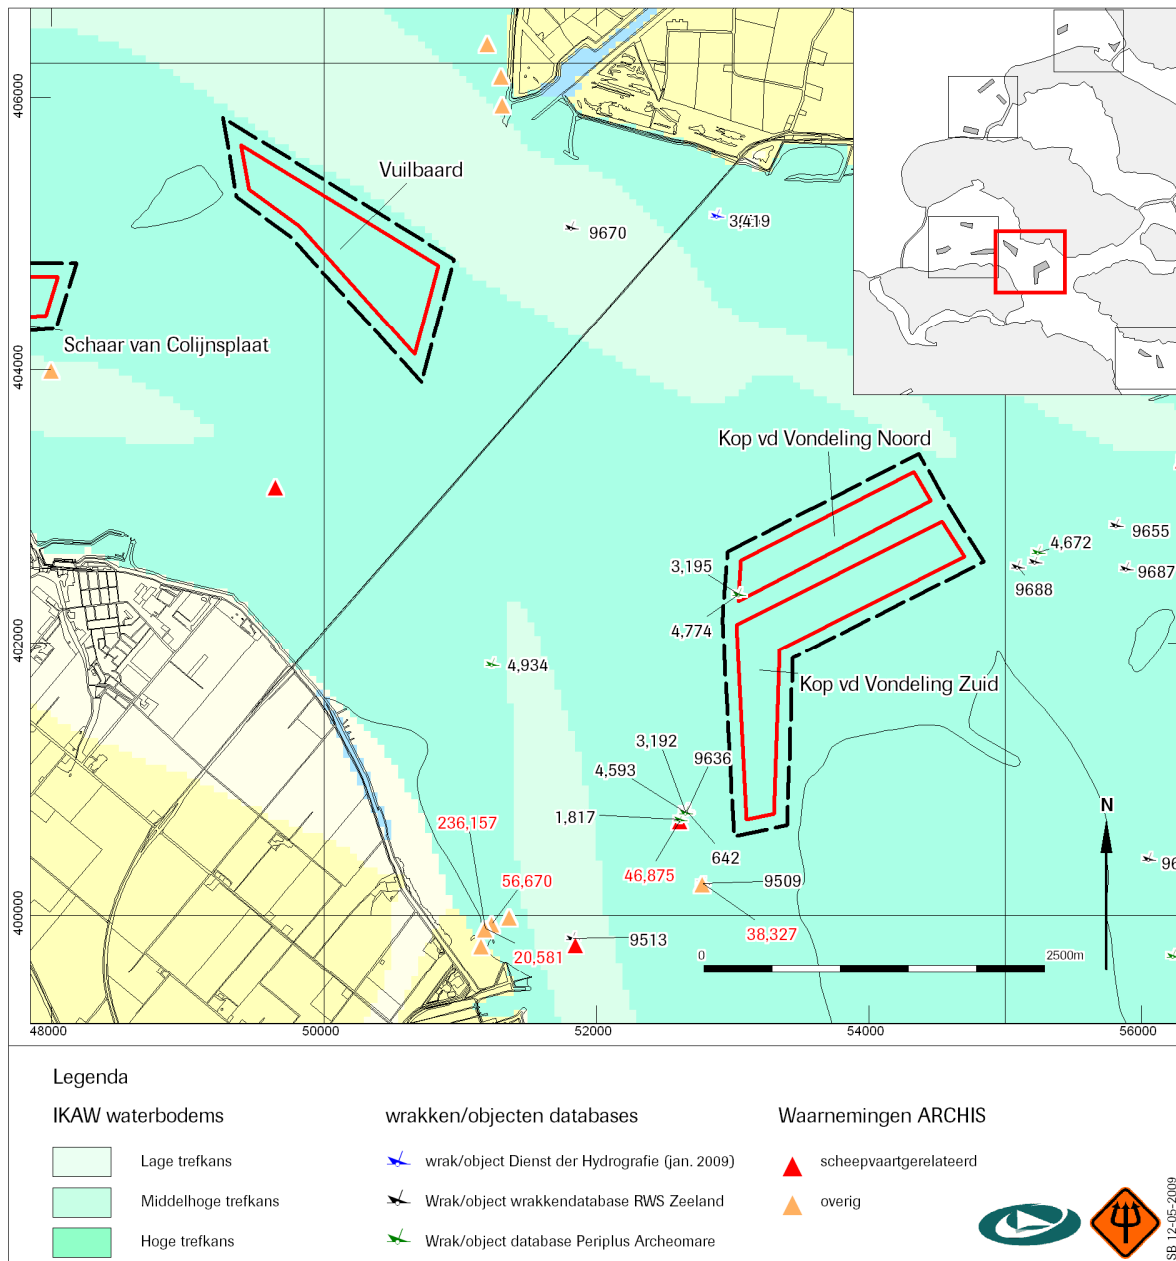 406000
Vuilbaard
9670
Schaar van Colijnsplaat
404000
Kop vd Vondeling Noord
3,195
4,672
9655
9687
9688
4,774
402000
4,934
Kop vd Vondeling Zuid
3,192
9636
4,593
1,817
236,157
642
46,875
N
56,670
9509
400000
9513
38,327
20,581
0
2500m
48000
50000
52000
54000
56000
Legenda
IKAW waterbodems
Lage trefkans
Middelhoge trefkans
Hoge trefkans
wrakken/objecten databases
wrak/object Dienst der Hydrografie (jan. 2009)
Wrak/object wrakkendatabase RWS Zeeland
Wrak/object database Periplus Archeomare
Waarnemingen ARCHIS
scheepvaartgerelateerd
overig
SB 12-05-2009